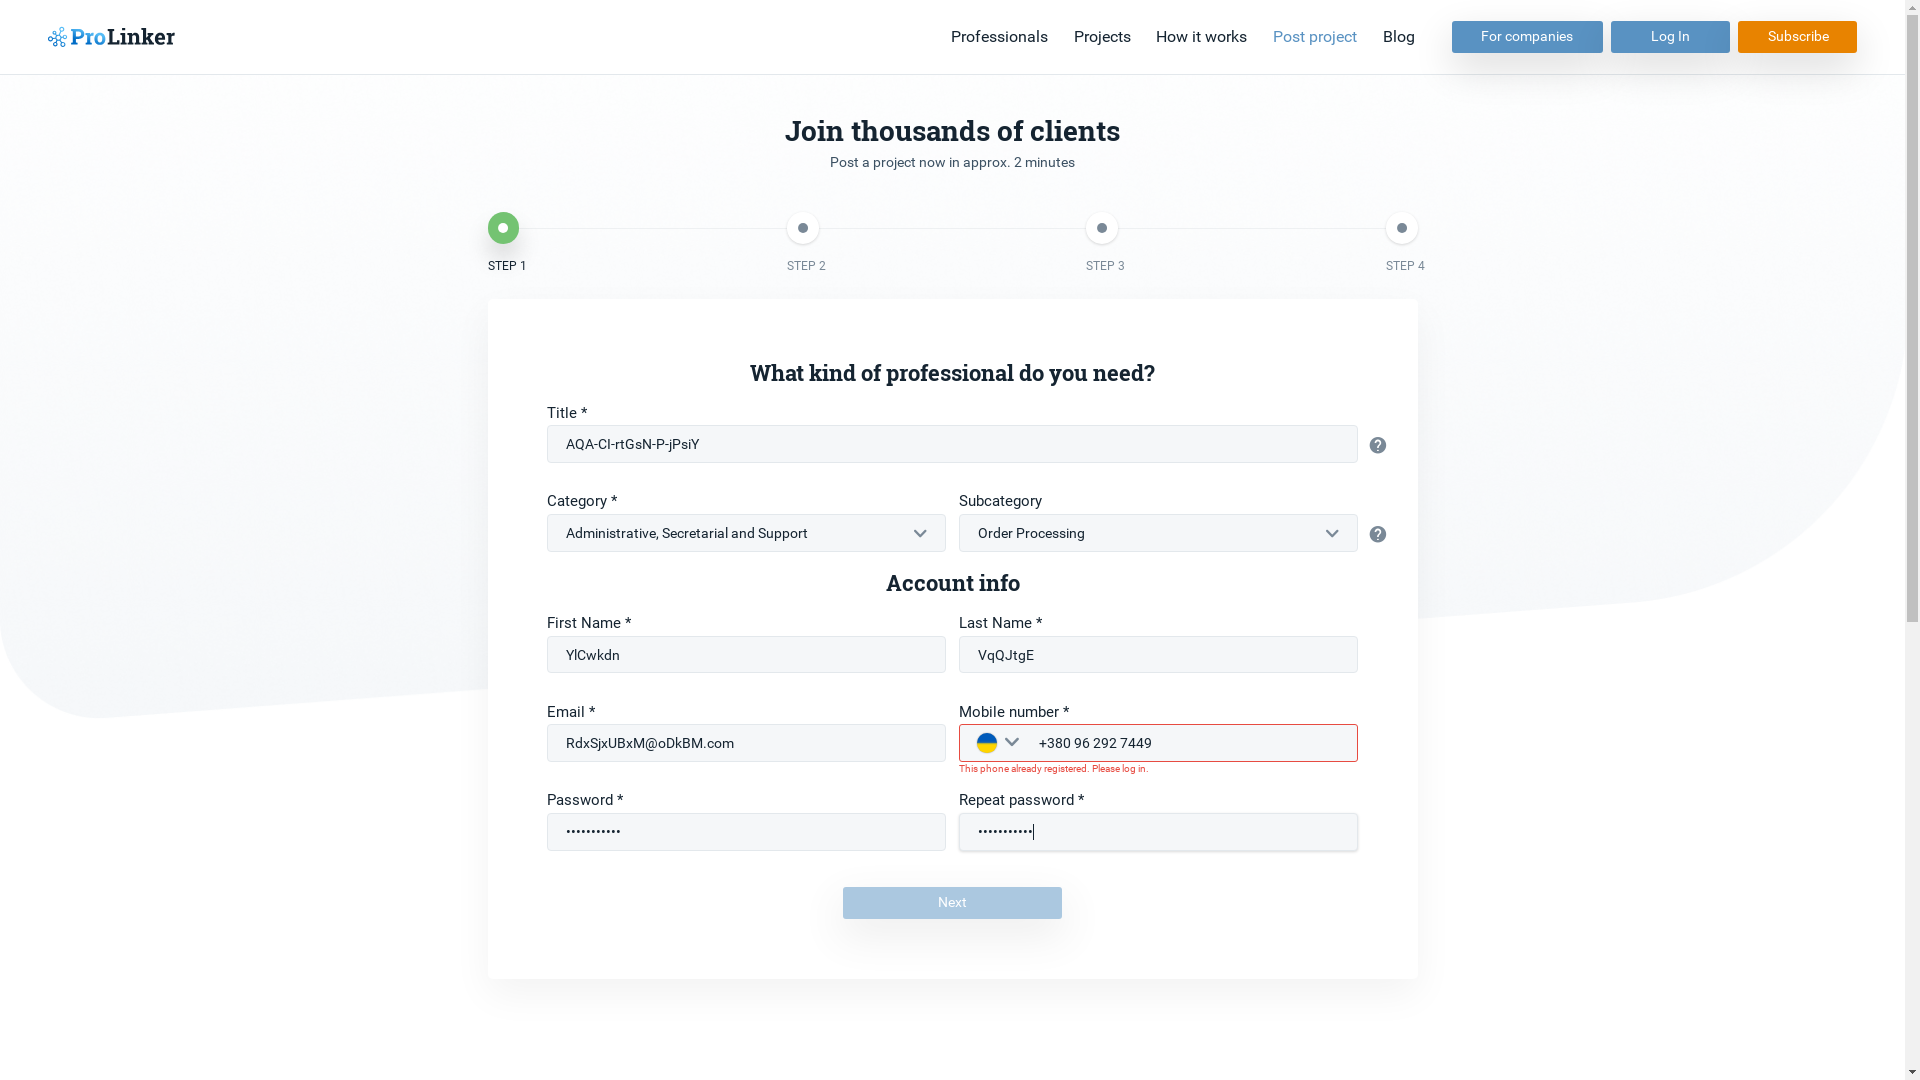 ProLinker
Professionals Projects How it works Post project Blog For companies Log In Subscribe
Join thousands of clients
Post a project now in approx. 2 minutes
STEP 1 STEP 2 STEP 3 STEP 4
What kind of professional do you need?
Title *
AQA-CI-rtGsN-P-jPsiY
Category * Subcategory
Administrative, Secretarial and Support Order Processing
Account info
First Name * Last Name *
YlCwkdn VqQJtgE
Email * Mobile number *
RdxSjxUBxM@oDkBM.com +380 96 292 7449
This phone already registered. Please log in.
Password * Repeat password *
••••••••••• •••••••••••
Next